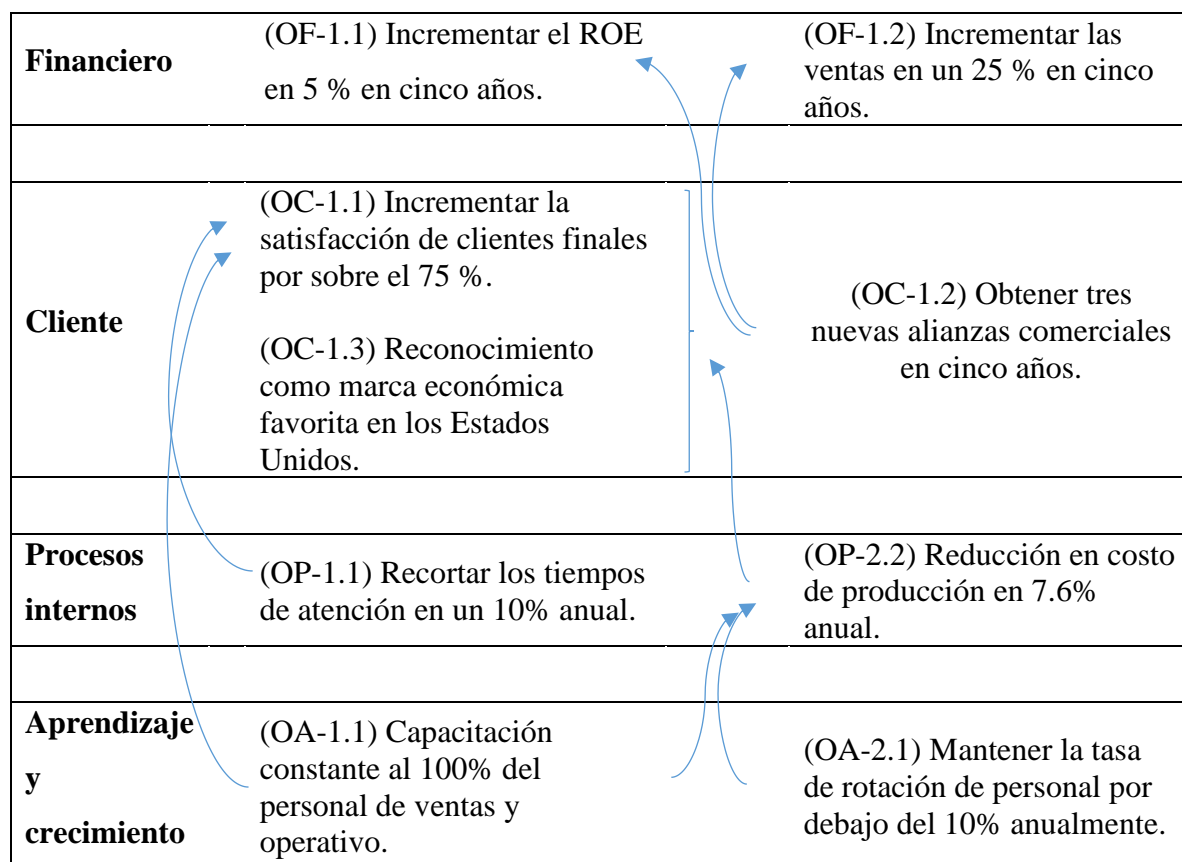 Financiero
(OF-1.1) Incrementar el ROE
en 5 % en cinco años.
(OF-1.2) Incrementar las
ventas en un 25 % en cinco
años.
Cliente
(OC-1.1) Incrementar la
satisfacción de clientes finales
por sobre el 75 %.
(OC-1.3) Reconocimiento
como marca económica
favorita en los Estados
Unidos.
(OC-1.2) Obtener tres
nuevas alianzas comerciales
en cinco años.
Procesos
internos
(OP-1.1) Recortar los tiempos
de atención en un 10% anual.
(OP-2.2) Reducción en costo
de producción en 7.6%
anual.
Aprendizaje
y
crecimiento
(OA-1.1) Capacitación
constante al 100% del
personal de ventas y
operativo.
(OA-2.1) Mantener la tasa
de rotación de personal por
debajo del 10% anualmente.